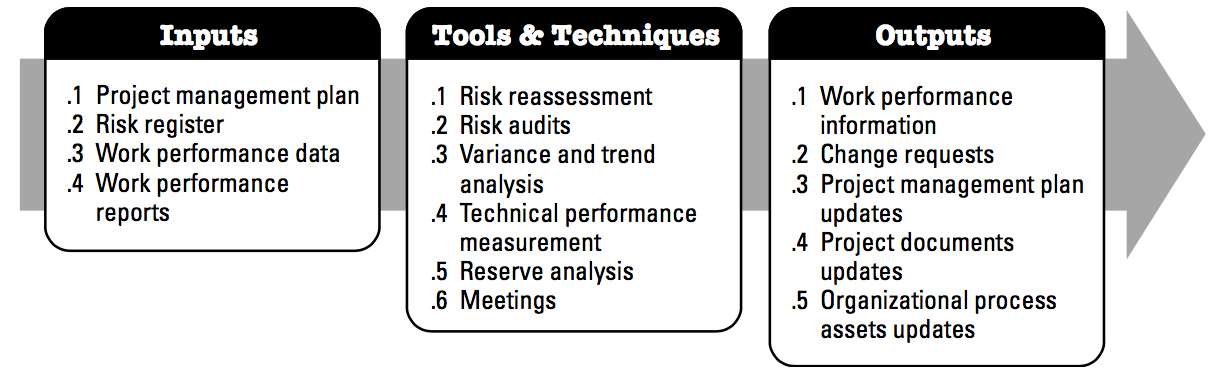 Inputs
.1 Project management plan
.2 Risk register
.3 Work performance data
.4 Work performance
reports
Tools & Techniques
.1 Risk reassessment
.2 Risk audits
.3 Variance and trend
analysis
.4 Technical performance
measurement
.5 Reserve analysis
.6 Meetings
Outputs
.1 Work performance
information
.2 Change requests
.3 Project management plan
updates
.4 Project documents
updates
.5 Organizational process
assets updates